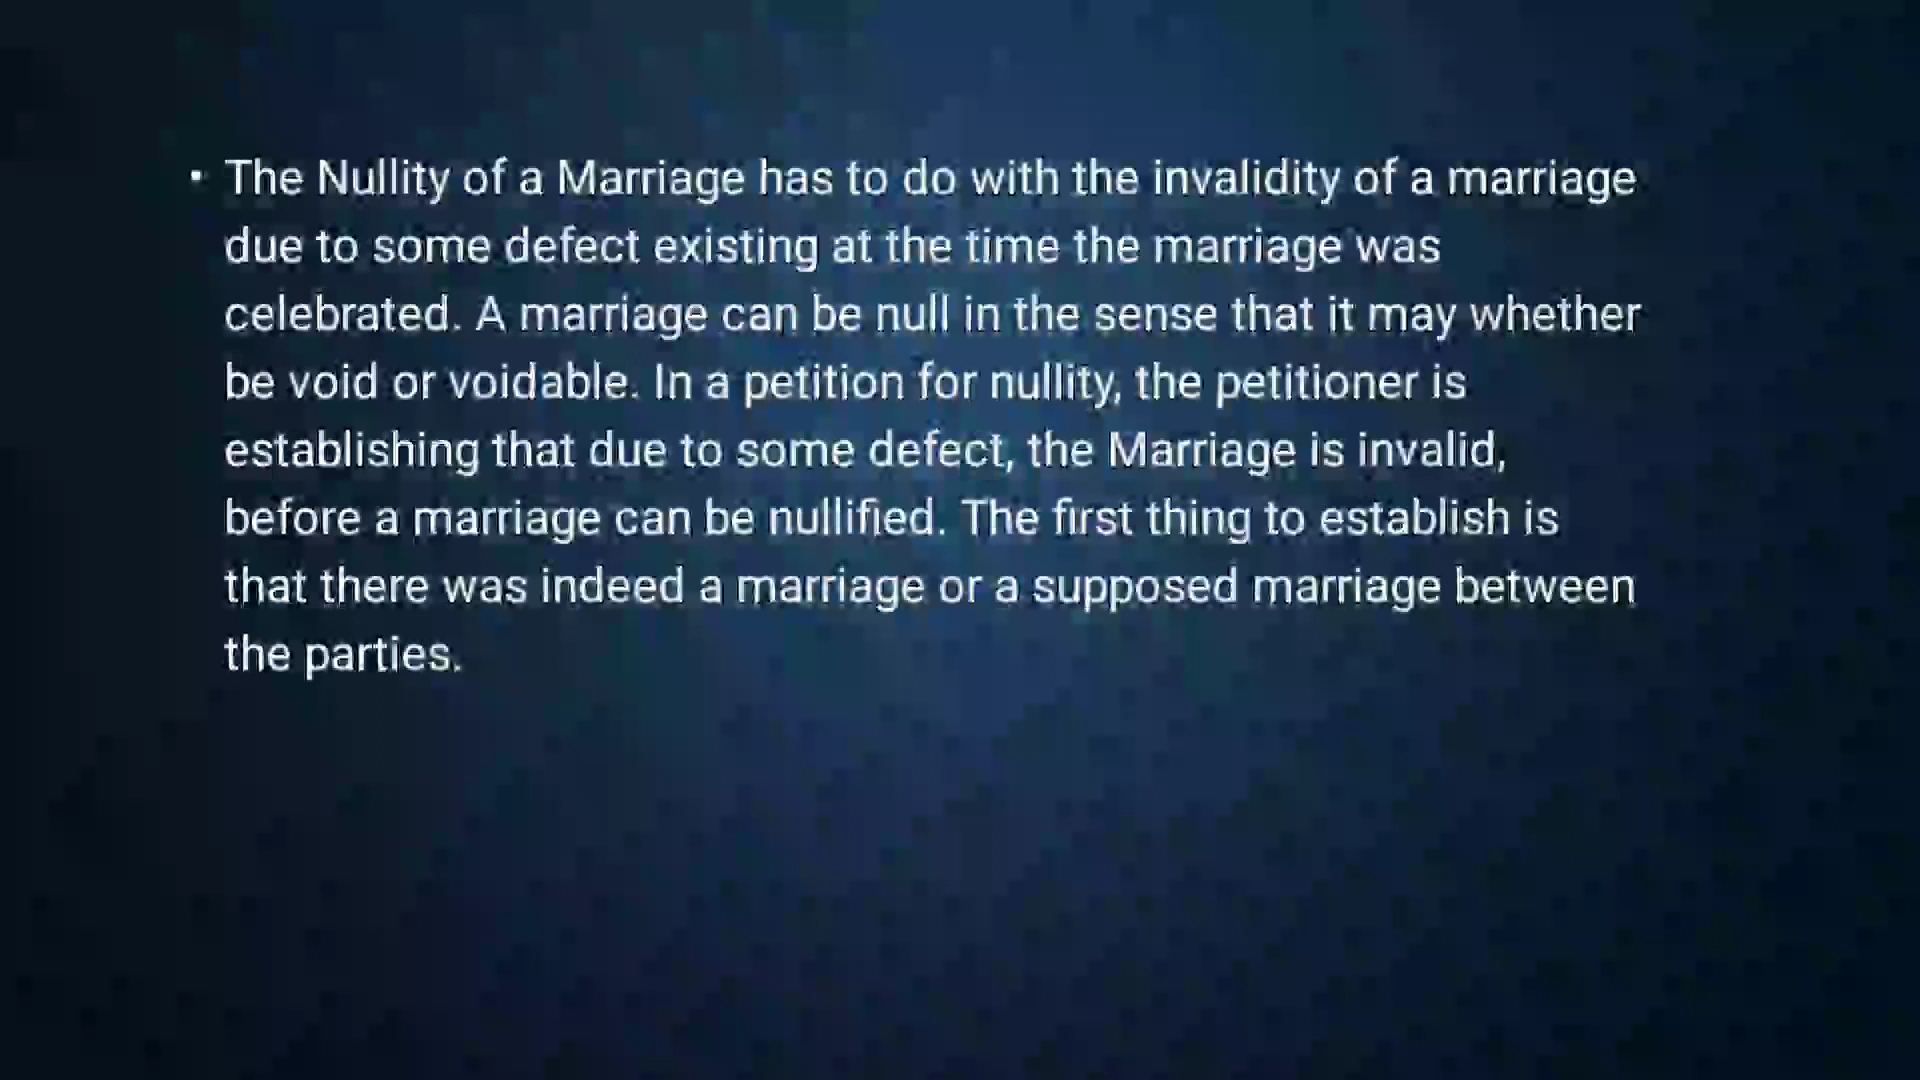 • The Nullity of a Marriage has to do with the invalidity of a marriage
due to some defect existing at the time the marriage was
celebrated. A marriage can be null in the sense that it may whether
be void or voidable. In a petition for nullity, the petitioner is
establishing that due to some defect, the Marriage is invalid,
before a marriage can be nullified. The first thing to establish is
that there was indeed a marriage or a supposed marriage between
the parties.